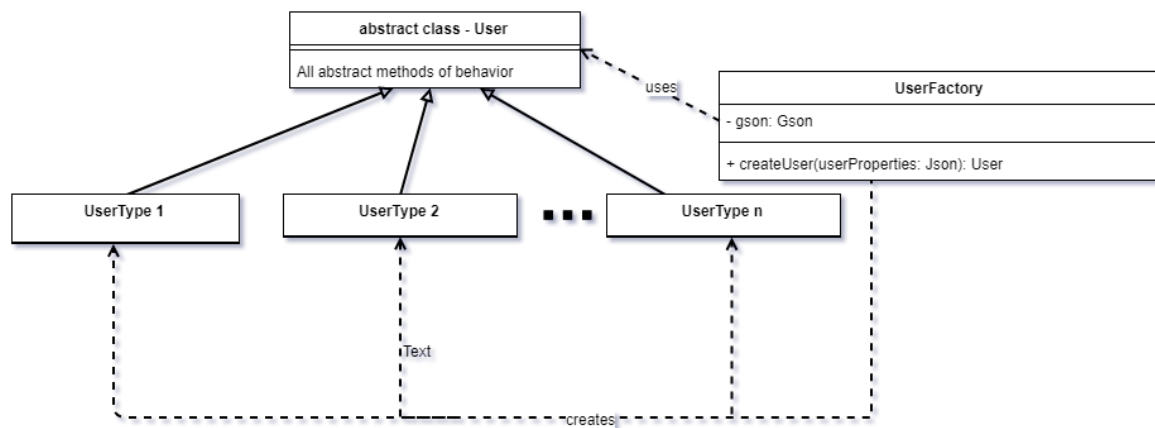 abstract class - User
All abstract methods of behavior
uses
UserFactory
- gson: Gson
+ createUser(userProperties: Json): User
UserType 1
UserType 2
UserType n
Text
creates